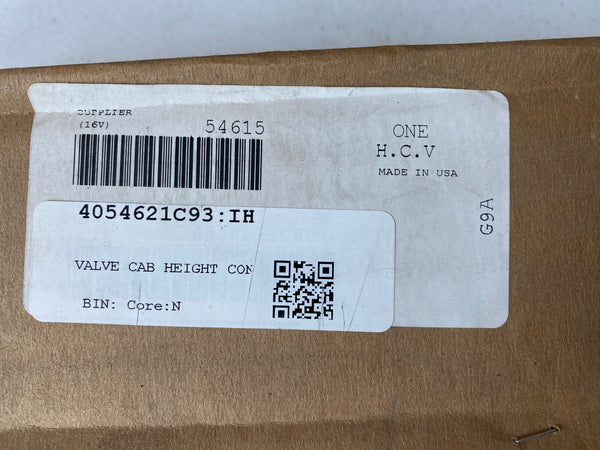 SUPPLIER
(16V) 54615
ONE
H.C.V
MADE IN USA
G9A
4054621C93:IH
VALVE CAB HEIGHT CON
BIN: Core:N